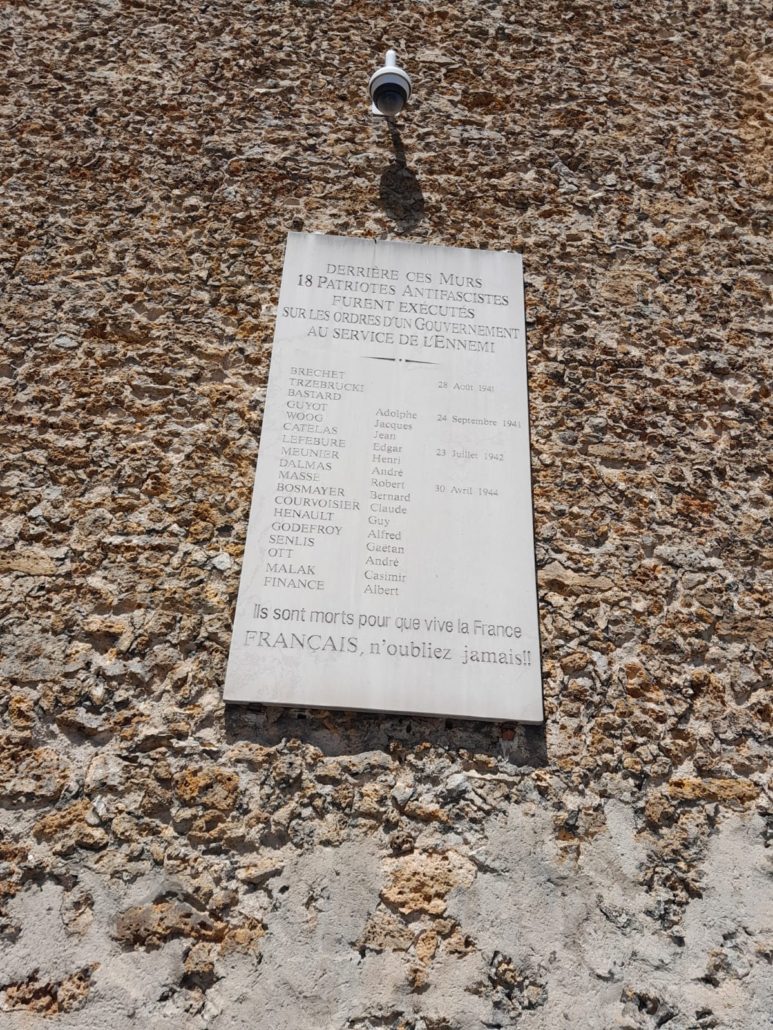 DERRIÈRE CES MURS
18 PATRIOTES ANTIFASCISTES
FURENT EXÉCUTÉS
SUR LES ORDRES D'UN GOUVERNEMENT
AU SERVICE DE L'ENNEMI
BRECHET 28 Août 1941
TRZEBRUCKI
BASTARD
GUYOT Adolphe 24 Septembre 1941
WOOG Jacques
CATELAS Jean
LEFEBURE Edgar 23 Juillet 1942
MEUNIER Henri
DALMAS André
MASSE Robert 30 Avril 1944
BOSMAYER Bernard
COURVOISIER Claude
HENAULT Guy
GODEFROY Alfred
SENLIS Gaetan
OTT André
MALAK Casimir
FINANCE Albert
Ils sont morts pour que vive la France
FRANÇAIS, n'oubliez jamais!!